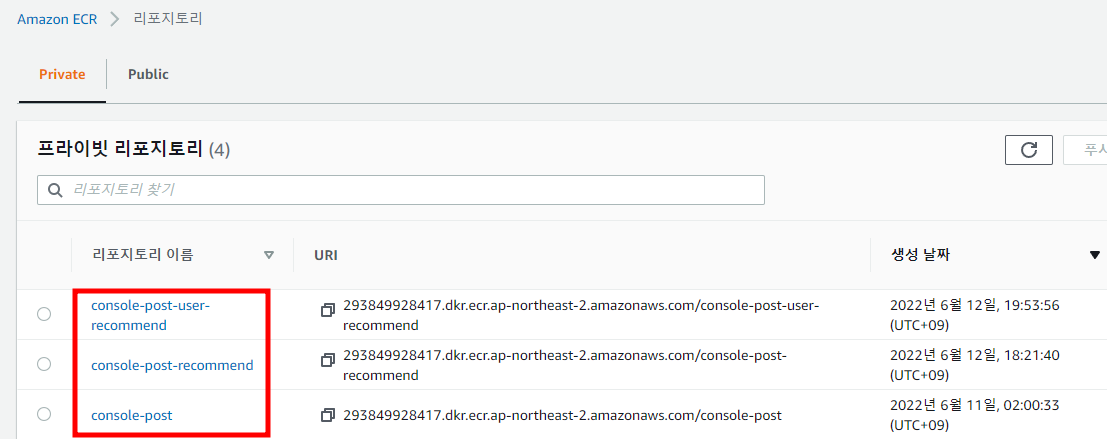 Amazon ECR > 리포지토리
Private
Public
프라이빗 리포지토리 (4)
리포지토리 찾기
리포지토리 이름
URI
생성 날짜
console-post-user-
recommend
293849928417.dkr.ecr.ap-northeast-2.amazonaws.com/console-post-user-
recommend
2022년 6월 12일, 19:53:56
(UTC+09)
console-post-recommend
293849928417.dkr.ecr.ap-northeast-2.amazonaws.com/console-post-
recommend
2022년 6월 12일, 18:21:40
(UTC+09)
console-post
293849928417.dkr.ecr.ap-northeast-2.amazonaws.com/console-post
2022년 6월 11일, 02:00:33
(UTC+09)